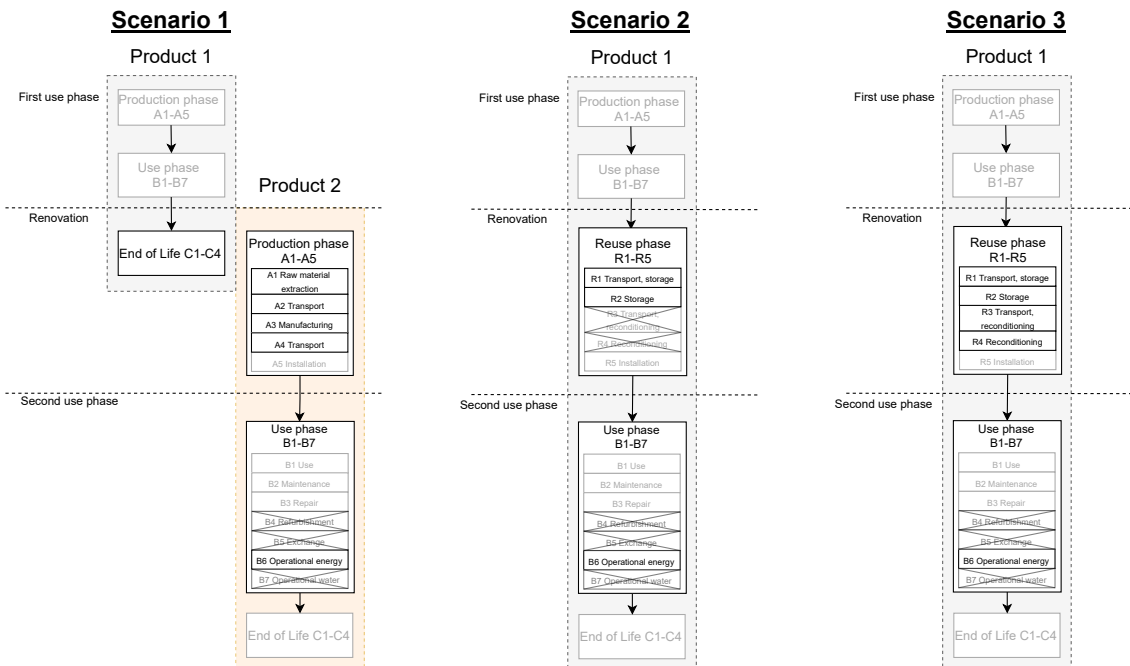 Scenario 1
Product 1
First use phase
Production phase
A1-A5
Use phase
B1-B7
Product 2
Renovation
End of Life C1-C4
Production phase
A1-A5
A1 Raw material
extraction
A2 Transport
A3 Manufacturing
A4 Transport
A5 Installation
Second use phase
Use phase
B1-B7
B1 Use
B2 Maintenance
B3 Repair
B4 Refurbishment
B5 Exchange
B6 Operational energy
B7 Operational water
End of Life C1-C4
Scenario 2
Product 1
First use phase
Production phase
A1-A5
Use phase
B1-B7
Renovation
Reuse phase
R1-R5
R1 Transport, storage
R2 Storage
R3 Transport,
reconditioning
R4 Reconditioning
R5 Installation
Second use phase
Use phase
B1-B7
B1 Use
B2 Maintenance
B3 Repair
B4 Refurbishment
B5 Exchange
B6 Operational energy
B7 Operational water
End of Life C1-C4
Scenario 3
Product 1
First use phase
Production phase
A1-A5
Use phase
B1-B7
Renovation
Reuse phase
R1-R5
R1 Transport, storage
R2 Storage
R3 Transport,
reconditioning
R4 Reconditioning
R5 Installation
Second use phase
Use phase
B1-B7
B1 Use
B2 Maintenance
B3 Repair
B4 Refurbishment
B5 Exchange
B6 Operational energy
B7 Operational water
End of Life C1-C4